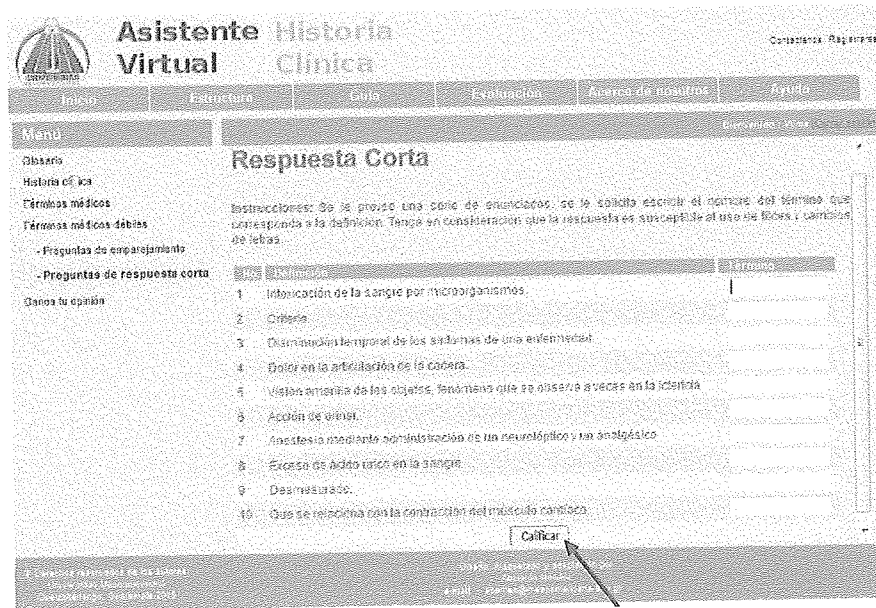 Asistente Historia
Virtual Clínica
Inicio Estructura Guía Evaluación Acerca de nosotros Ayuda
Menú
Glosario
Historia clínica
Términos médicos
Términos médicos débiles
- Preguntas de emparejamiento
- Preguntas de respuesta corta
Danos tu opinión
Respuesta Corta
Instrucciones: Se le provee una serie de enunciados, se le solicita escribir el nombre del término que
corresponda a la definición. Tenga en consideración que la respuesta es susceptible al uso de tildes y cambios
de letras.
No. Definición Término
1 Intoxicación de la sangre por microorganismos.
2 Criterio
3 Disminución temporal de los síntomas de una enfermedad.
4 Dolor en la articulación de la cadera.
5 Visión amarilla de los objetos, fenómeno que se observa a veces en la ictericia
6 Acción de orinar.
7 Anestesia mediante administración de un neuroléptico y un analgésico
8 Exceso de ácido úrico en la sangre.
9 Desmesurado.
10 Que se relaciona con la contracción del músculo cardíaco
Calificar